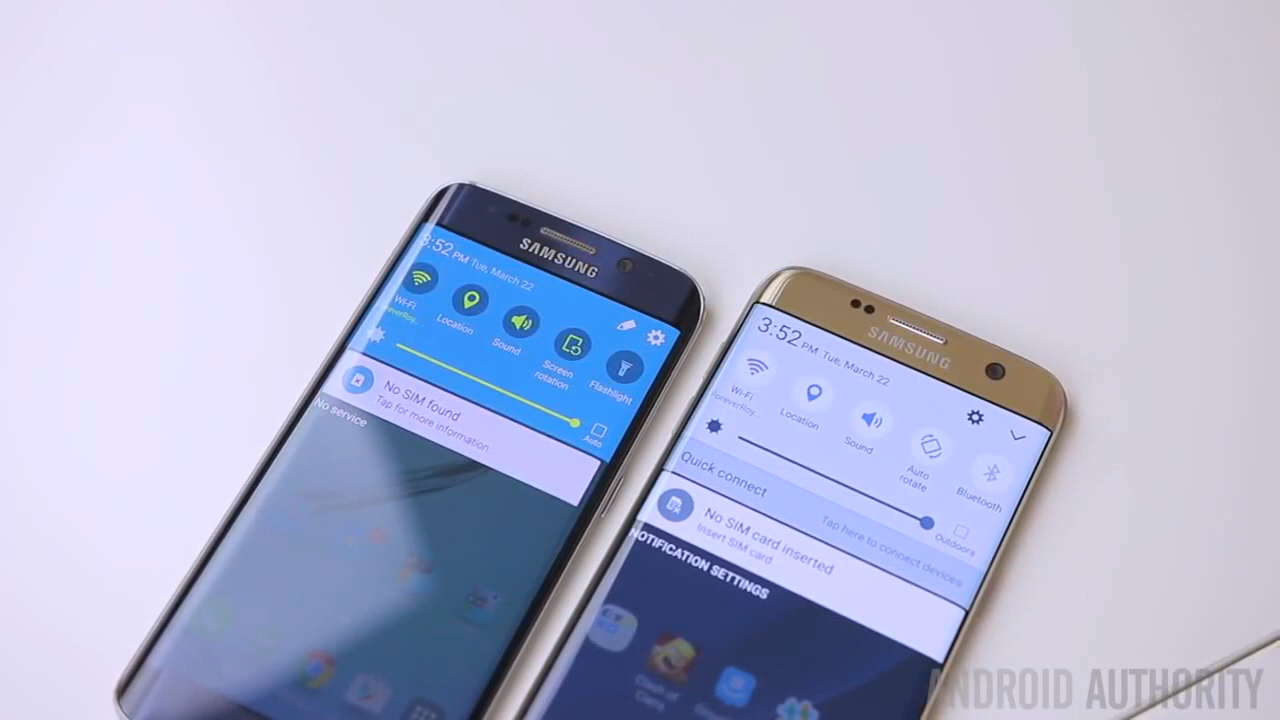 SAMSUNG
3:52 PM Tue, March 22
Wi-Fi
Location
Sound
Screen rotation
Flashlight
Auto
No SIM found
Tap for more information
No service
SAMSUNG
3:52 PM Tue, March 22
Wi-Fi
ForeverRoy...
Location
Sound
Auto rotate
Bluetooth
Outdoors
Quick connect
Tap here to connect devices
No SIM card inserted
Insert SIM card.
NOTIFICATION SETTINGS
Clash of
ANDROID AUTHORITY